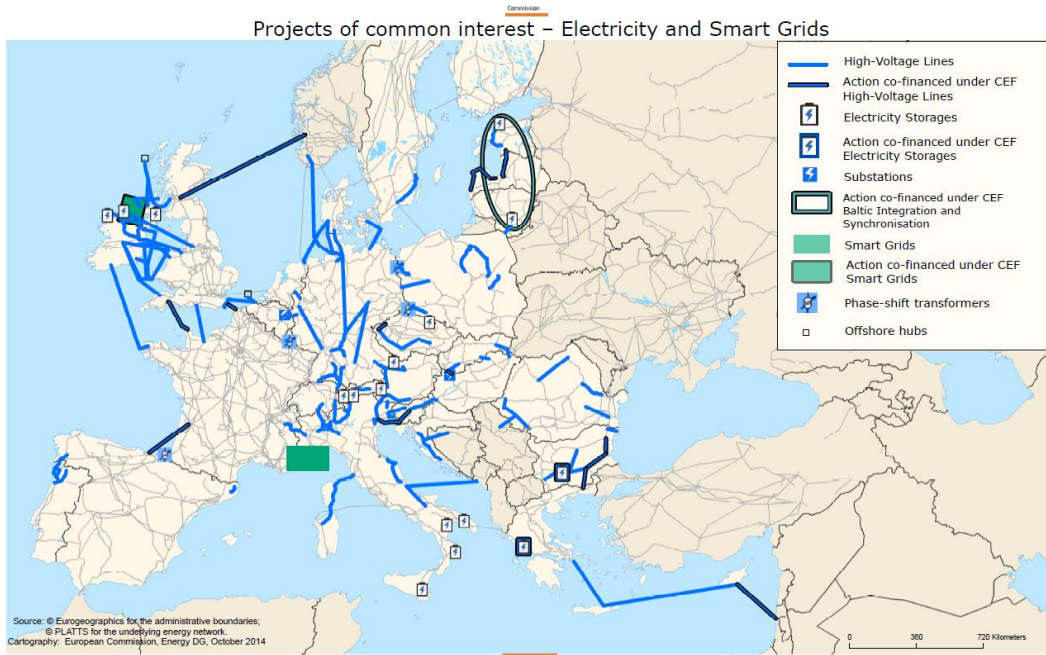 Commission
Projects of common interest – Electricity and Smart Grids
High-Voltage Lines
Action co-financed under CEF
High-Voltage Lines
Electricity Storages
Action co-financed under CEF
Electricity Storages
Substations
Action co-financed under CEF
Baltic Integration and
Synchronisation
Smart Grids
Action co-financed under CEF
Smart Grids
Phase-shift transformers
Offshore hubs
Source: © Eurogeographics for the administrative boundaries;
© PLATTS for the underlying energy network.
Cartography: European Commission, Energy DG, October 2014
0 360 720 Kilometers